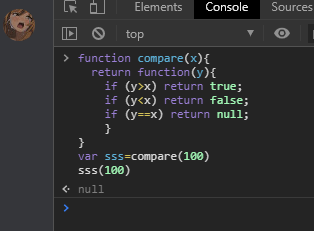 Elements Console Sources
top Filter
function compare(x){
return function(y){
if (y>x) return true;
if (y<x) return false;
if (y==x) return null;
}
}
var sss=compare(100)
sss(100)
null